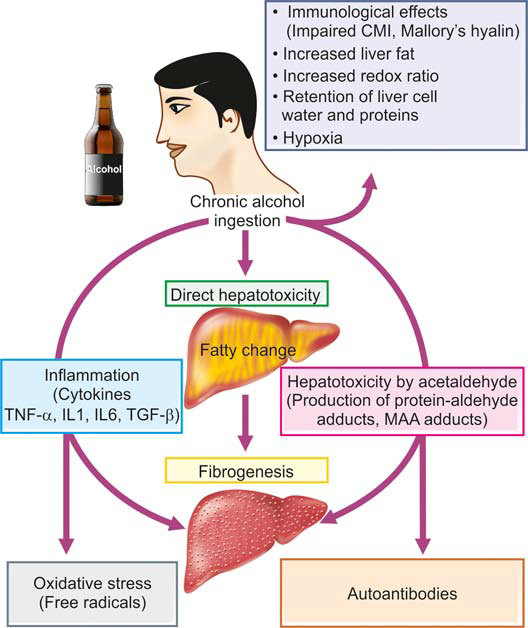 • Immunological effects
(Impaired CMI, Mallory's hyalin)
• Increased liver fat
• Increased redox ratio
• Retention of liver cell
water and proteins
• Hypoxia
Alcohol
Chronic alcohol
ingestion
Direct hepatotoxicity
Fatty change
Inflammation
(Cytokines
TNF-α, IL1, IL6, TGF-β)
Hepatotoxicity by acetaldehyde
(Production of protein-aldehyde
adducts, MAA adducts)
Fibrogenesis
Oxidative stress
(Free radicals)
Autoantibodies